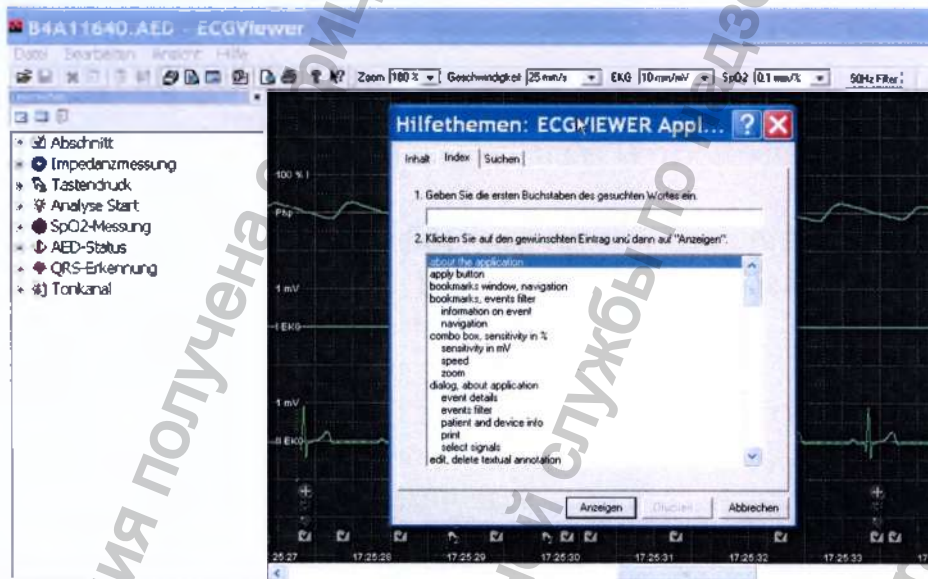 B4A11640.AED - ECGViewer
Datei Bearbeiten Ansicht Hilfe
Zoom 100 % Geschwindigkeit 25 mm/s EKG 10 mm/mV SpO2 0.1 mm/% 50Hz Filter
Abschnitt
Impedanzmessung
Tastendruck
Analyse Start
SpO2-Messung
AED-Status
QRS-Erkennung
Tonkanal
100 %
1 mV
I EKG
1 mV
II EKG
Hilfethemen: ECGVIEWER Appl...
Inhalt Index Suchen
1. Geben Sie die ersten Buchstaben des gesuchten Wortes ein.
2. Klicken Sie auf den gewünschten Eintrag und dann auf "Anzeigen".
about the application
apply button
bookmarks window, navigation
bookmarks, events filter
information on event
navigation
combo box, sensitivity in %
sensitivity in mV
speed
zoom
dialog, about application
event details
events filter
patient and device info
print
select signals
edit, delete textual annotation
Anzeigen Drucken... Abbrechen
25:27 17:25:28 17:25:29 17:25:30 17:25:31 17:25:32 17:25:33
ия получена
ной службы по надзо